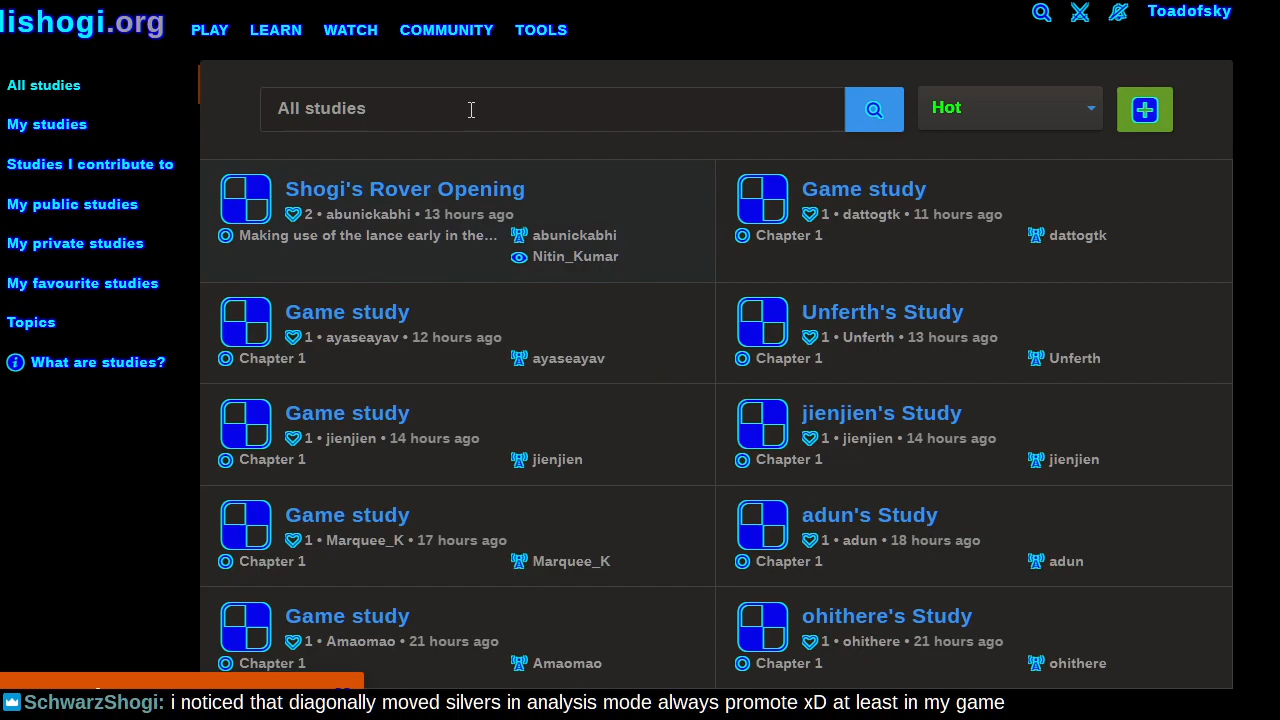 lishogi.org
PLAY LEARN WATCH COMMUNITY TOOLS
Toadofsky
All studies
My studies
Studies I contribute to
My public studies
My private studies
My favourite studies
Topics
What are studies?
All studies
Hot
Shogi's Rover Opening
2 • abunickabhi • 13 hours ago
Making use of the lance early in the...
abunickabhi
Nitin_Kumar
Game study
1 • dattogtk • 11 hours ago
Chapter 1
dattogtk
Game study
1 • ayaseayav • 12 hours ago
Chapter 1
ayaseayav
Unferth's Study
1 • Unferth • 13 hours ago
Chapter 1
Unferth
Game study
1 • jienjien • 14 hours ago
Chapter 1
jienjien
jienjien's Study
1 • jienjien • 14 hours ago
Chapter 1
jienjien
Game study
1 • Marquee_K • 17 hours ago
Chapter 1
Marquee_K
adun's Study
1 • adun • 18 hours ago
Chapter 1
adun
Game study
1 • Amaomao • 21 hours ago
Chapter 1
Amaomao
ohithere's Study
1 • ohithere • 21 hours ago
Chapter 1
ohithere
SchwarzShogi: i noticed that diagonally moved silvers in analysis mode always promote xD at least in my game